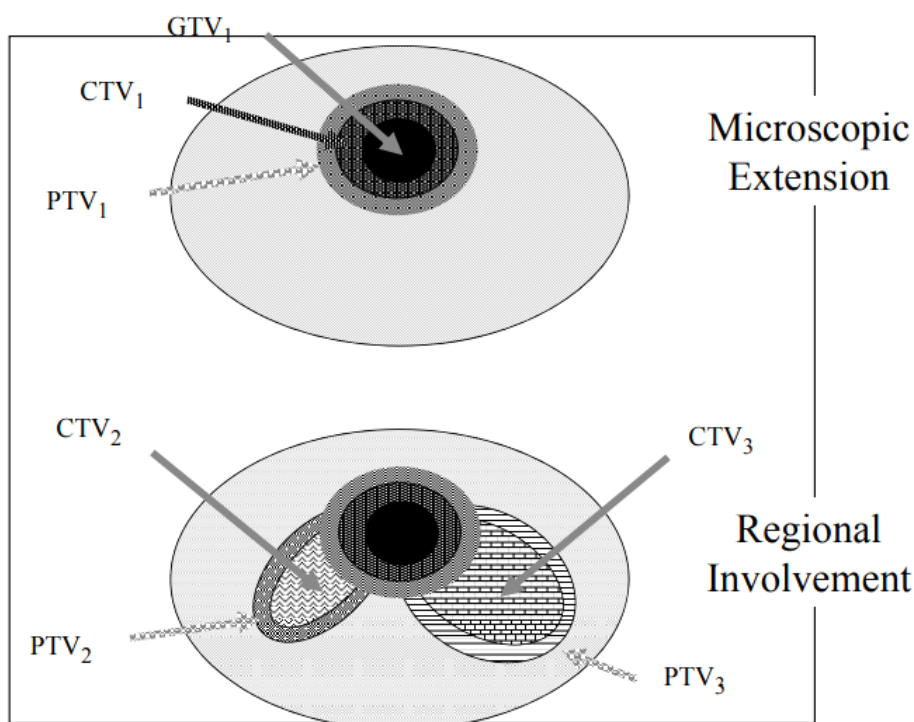 GTV₁
CTV₁
Microscopic
Extension
PTV₁
CTV₂
CTV₃
Regional
Involvement
PTV₂
PTV₃